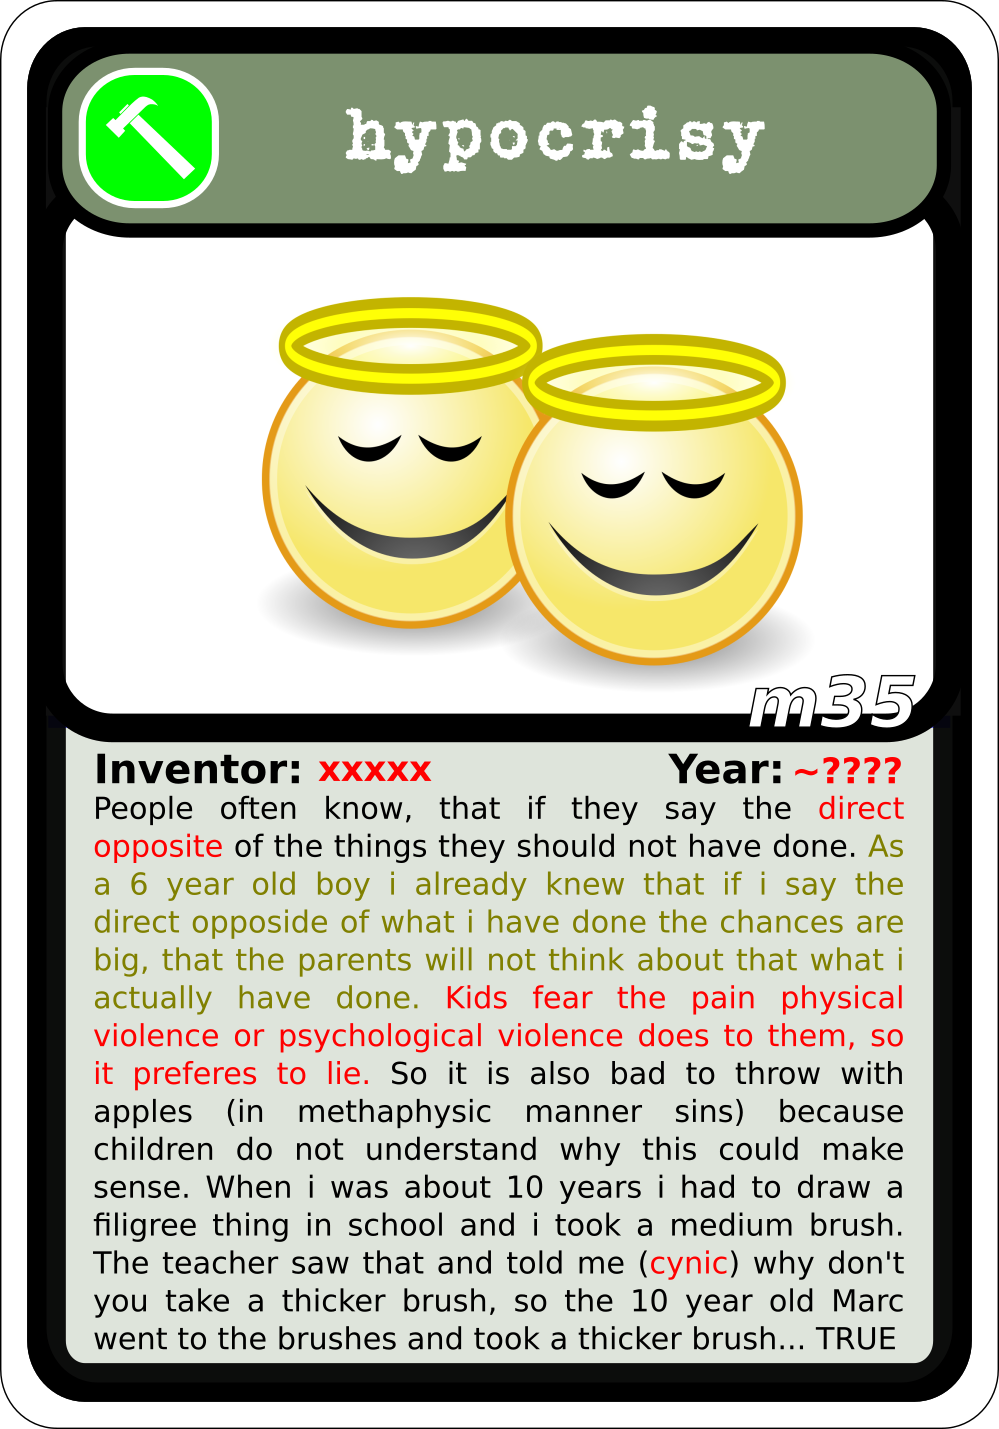 hypocrisy
m35
Inventor: xxxxx Year: ~????
People often know, that if they say the direct
opposite of the things they should not have done. As
a 6 year old boy i already knew that if i say the
direct opposide of what i have done the chances are
big, that the parents will not think about that what i
actually have done. Kids fear the pain physical
violence or psychological violence does to them, so
it preferes to lie. So it is also bad to throw with
apples (in methaphysic manner sins) because
children do not understand why this could make
sense. When i was about 10 years i had to draw a
filigree thing in school and i took a medium brush.
The teacher saw that and told me (cynic) why don't
you take a thicker brush, so the 10 year old Marc
went to the brushes and took a thicker brush... TRUE